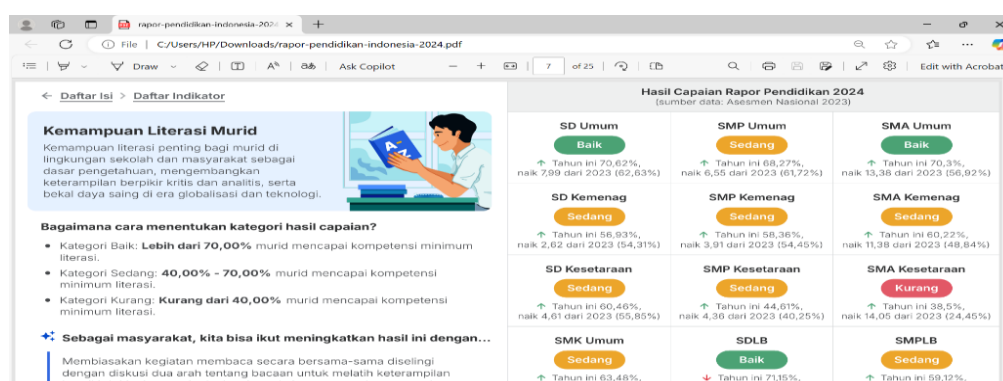 rapor-pendidikan-indonesia-2024
File | C:/Users/HP/Downloads/rapor-pendidikan-indonesia-2024.pdf
Draw
Ask Copilot
7 of 25
Edit with Acrobat
← Daftar Isi > Daftar Indikator
Kemampuan Literasi Murid
Kemampuan literasi penting bagi murid di
lingkungan sekolah dan masyarakat sebagai
dasar pengetahuan, mengembangkan
keterampilan berpikir kritis dan analitis, serta
bekal daya saing di era globalisasi dan teknologi.
A-Z
Bagaimana cara menentukan kategori hasil capaian?
• Kategori Baik: Lebih dari 70,00% murid mencapai kompetensi minimum
literasi.
• Kategori Sedang: 40,00% - 70,00% murid mencapai kompetensi
minimum literasi.
• Kategori Kurang: Kurang dari 40,00% murid mencapai kompetensi
minimum literasi.
Sebagai masyarakat, kita bisa ikut meningkatkan hasil ini dengan...
Membiasakan kegiatan membaca secara bersama-sama diselingi
dengan diskusi dua arah tentang bacaan untuk melatih keterampilan
Hasil Capaian Rapor Pendidikan 2024
(sumber data: Asesmen Nasional 2023)
SD Umum
Baik
↑ Tahun ini 70,62%,
naik 7,99 dari 2023 (62,63%)
SMP Umum
Sedang
↑ Tahun ini 68,27%,
naik 6,55 dari 2023 (61,72%)
SMA Umum
Baik
↑ Tahun ini 70,3%,
naik 13,38 dari 2023 (56,92%)
SD Kemenag
Sedang
↑ Tahun ini 56,93%,
naik 2,62 dari 2023 (54,31%)
SMP Kemenag
Sedang
↑ Tahun ini 58,36%,
naik 3,91 dari 2023 (54,45%)
SMA Kemenag
Sedang
↑ Tahun ini 60,22%,
naik 11,38 dari 2023 (48,84%)
SD Kesetaraan
Sedang
↑ Tahun ini 60,46%,
naik 4,61 dari 2023 (55,85%)
SMP Kesetaraan
Sedang
↑ Tahun ini 44,61%,
naik 4,36 dari 2023 (40,25%)
SMA Kesetaraan
Kurang
↑ Tahun ini 38,5%,
naik 14,05 dari 2023 (24,45%)
SMK Umum
Sedang
↑ Tahun ini 63,48%,
SDLB
Baik
↓ Tahun ini 71,15%,
SMPLB
Sedang
↑ Tahun ini 59,12%,